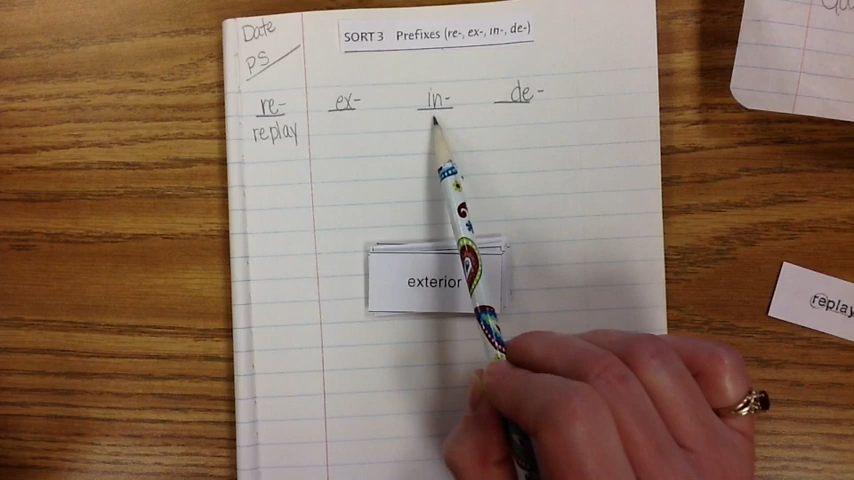 Date
PS
SORT 3 Prefixes (re-, ex-, in-, de-)
re- ex- in- de-
replay
exterior
replay